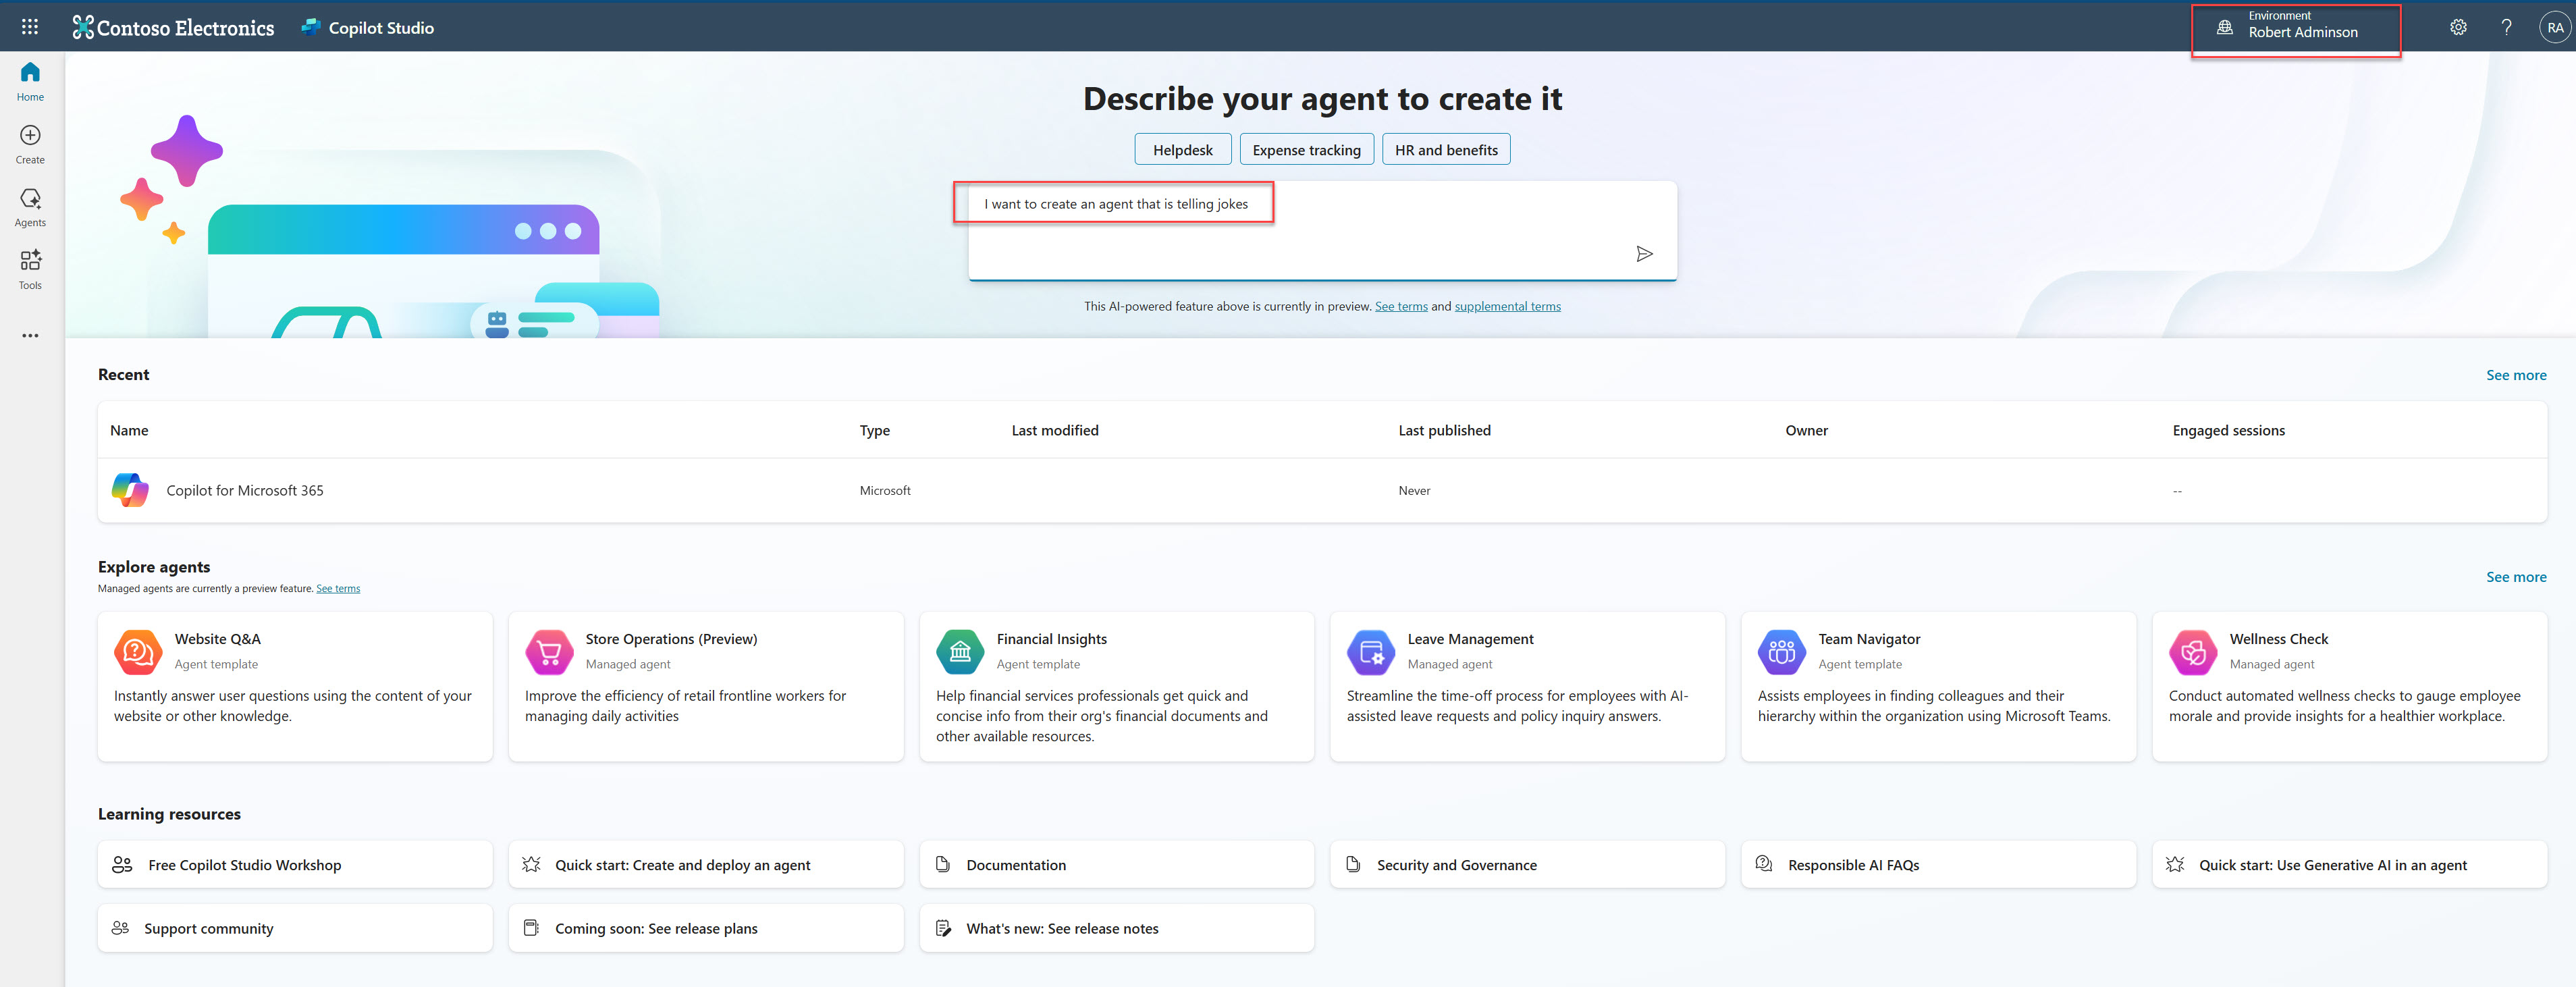 Contoso Electronics
Copilot Studio
Environment
Robert Adminson
RA
Home
Create
Agents
Tools
Describe your agent to create it
Helpdesk
Expense tracking
HR and benefits
I want to create an agent that is telling jokes
This AI-powered feature above is currently in preview. See terms and supplemental terms
Recent
See more
Name Type Last modified Last published Owner Engaged sessions
Copilot for Microsoft 365 Microsoft Never --
Explore agents
See more
Managed agents are currently a preview feature. See terms
Website Q&A
Agent template
Instantly answer user questions using the content of your
website or other knowledge.
Store Operations (Preview)
Managed agent
Improve the efficiency of retail frontline workers for
managing daily activities
Financial Insights
Agent template
Help financial services professionals get quick and
concise info from their org's financial documents and
other available resources.
Leave Management
Managed agent
Streamline the time-off process for employees with AI-
assisted leave requests and policy inquiry answers.
Team Navigator
Agent template
Assists employees in finding colleagues and their
hierarchy within the organization using Microsoft Teams.
Wellness Check
Managed agent
Conduct automated wellness checks to gauge employee
morale and provide insights for a healthier workplace.
Learning resources
Free Copilot Studio Workshop
Quick start: Create and deploy an agent
Documentation
Security and Governance
Responsible AI FAQs
Quick start: Use Generative AI in an agent
Support community
Coming soon: See release plans
What's new: See release notes